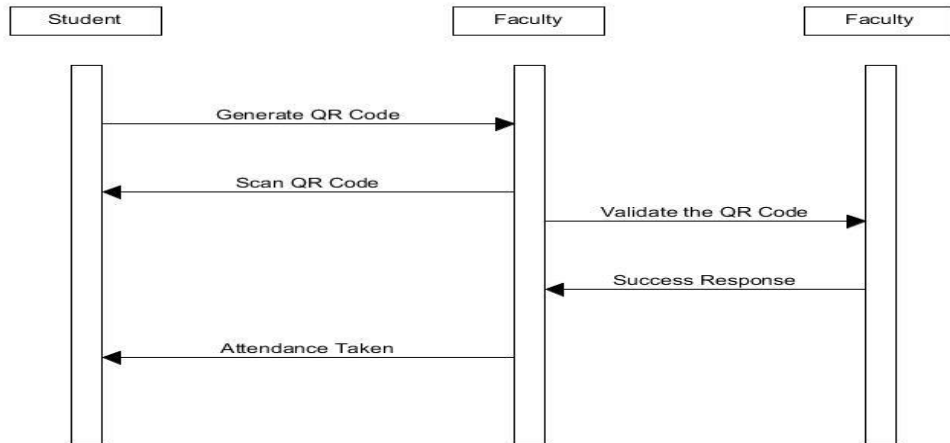 Student
Faculty
Faculty
Generate QR Code
Scan QR Code
Validate the QR Code
Success Response
Attendance Taken